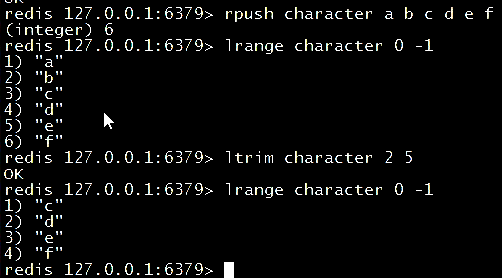 OK
redis 127.0.0.1:6379> rpush character a b c d e f
(integer) 6
redis 127.0.0.1:6379> lrange character 0 -1
1) "a"
2) "b"
3) "c"
4) "d"
5) "e"
6) "f"
redis 127.0.0.1:6379> ltrim character 2 5
OK
redis 127.0.0.1:6379> lrange character 0 -1
1) "c"
2) "d"
3) "e"
4) "f"
redis 127.0.0.1:6379>